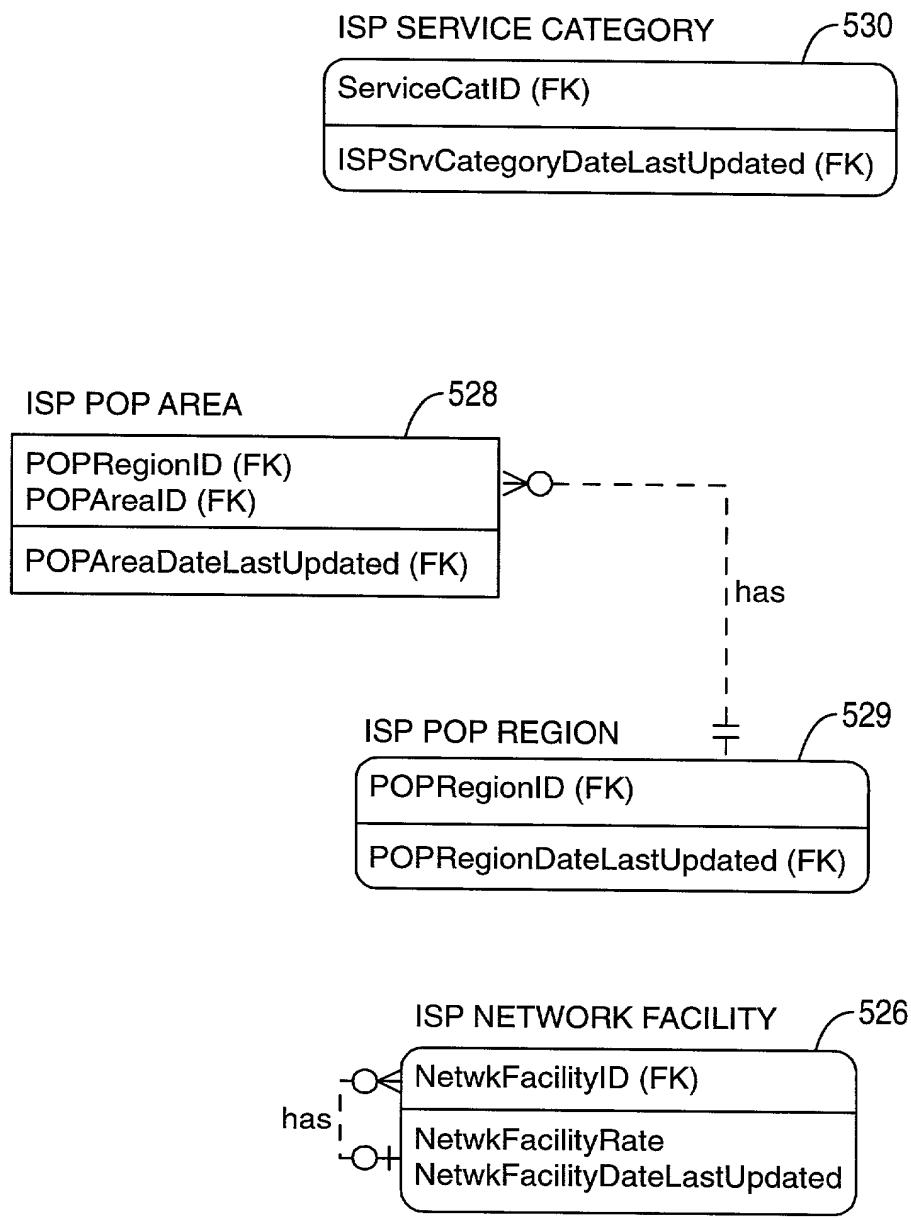 ISP SERVICE CATEGORY
530
ServiceCatID (FK)
ISPSrvCategoryDateLastUpdated (FK)
ISP POP AREA
528
POPRegionID (FK)
POPAreaID (FK)
POPAreaDateLastUpdated (FK)
has
ISP POP REGION
529
POPRegionID (FK)
POPRegionDateLastUpdated (FK)
ISP NETWORK FACILITY
526
NetwkFacilityID (FK)
has
NetwkFacilityRate
NetwkFacilityDateLastUpdated